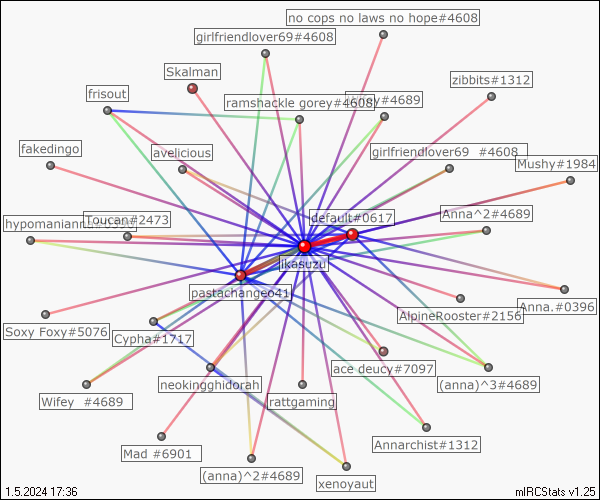 no cops no laws no hope#4608
girlfriendlover69#4608
Skalman
zibbits#1312
frisout
ramshackle gorey#4608
#4689
fakedingo
avelicious
girlfriendlover69 #4608
Mushy#1984
default#0617
Anna^2#4689
hypomanianna
Toucan#2473
ikasuzu
pastachangeo41
Anna.#0396
AlpineRooster#2156
Soxy Foxy#5076
Cypha#1717
ace deucy#7097
neokingghidorah
(anna)^3#4689
Wifey #4689
rattgaming
Annarchist#1312
Mad #6901
(anna)^2#4689
xenoyaut
1.5.2024 17:36
mIRCStats v1.25